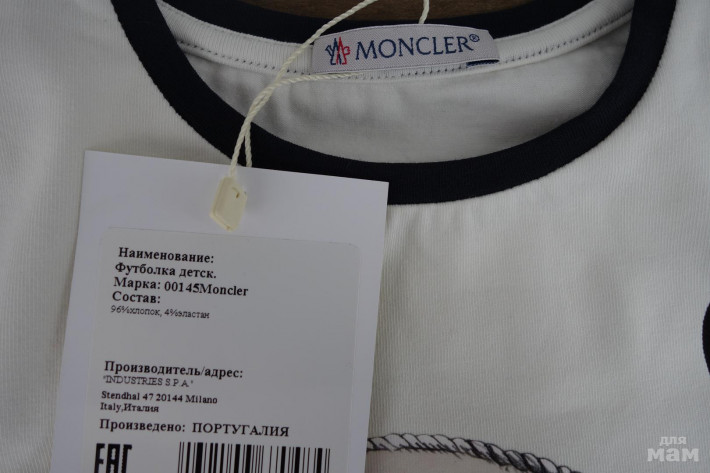 MONCLER®
Наименование:
Футболка детск.
Марка: 00145Moncler
Состав:
96%хлопок, 4%эластан
Производитель/адрес:
"INDUSTRIES S.P.A"
Stendhal 47 20144 Milano
Italy,Италия
Произведено: ПОРТУГАЛИЯ
EAC
для
мам